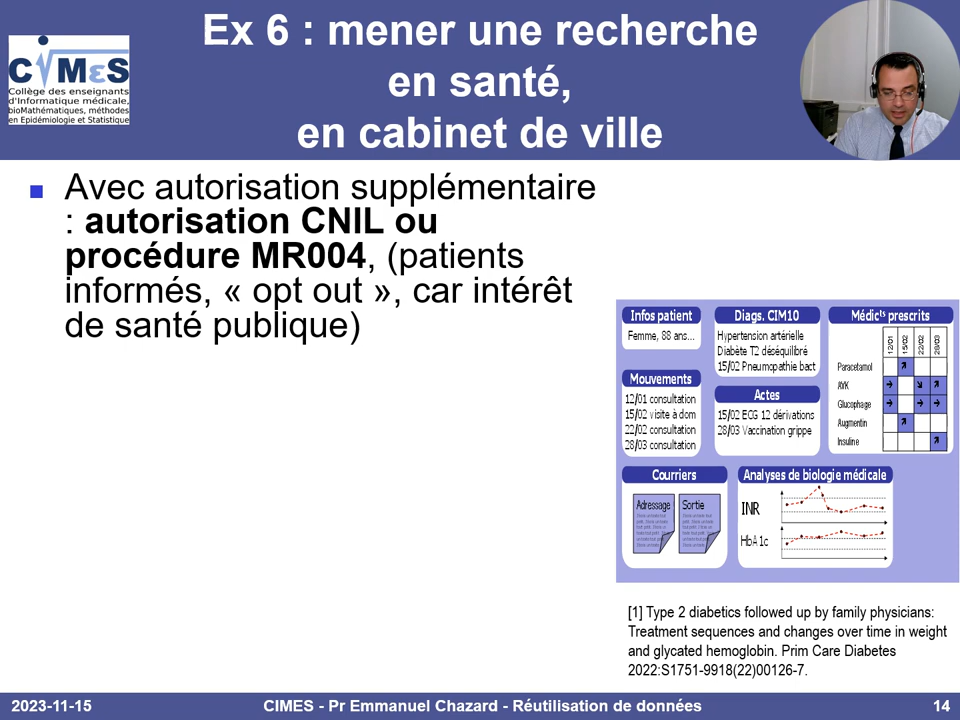 Ex 6 : mener une recherche
en santé,
en cabinet de ville
CiMεS
Collège des enseignants
d'Informatique médicale,
bioMathématiques, méthodes
en Epidémiologie et Statistique
Avec autorisation supplémentaire
: autorisation CNIL ou
procédure MR004, (patients
informés, « opt out », car intérêt
de santé publique)
Infos patient
Femme, 88 ans...
Mouvements
12/01 consultation
15/02 visite à dom
22/02 consultation
28/03 consultation
Diags. CIM10
Hypertension artérielle
Diabète T2 déséquilibré
15/02 Pneumopathie bact
Actes
15/02 ECG 12 dérivations
28/03 Vaccination grippe
Médicts prescrits
12/01 15/02 22/02 28/03
Paracetamol
AVK
Glucophage
Augmentin
Insuline
Courriers
Adressage
Sortie
Analyses de biologie médicale
INR
HbA1c
[1] Type 2 diabetics followed up by family physicians:
Treatment sequences and changes over time in weight
and glycated hemoglobin. Prim Care Diabetes
2022:S1751-9918(22)00126-7.
2023-11-15
CIMES - Pr Emmanuel Chazard - Réutilisation de données
14